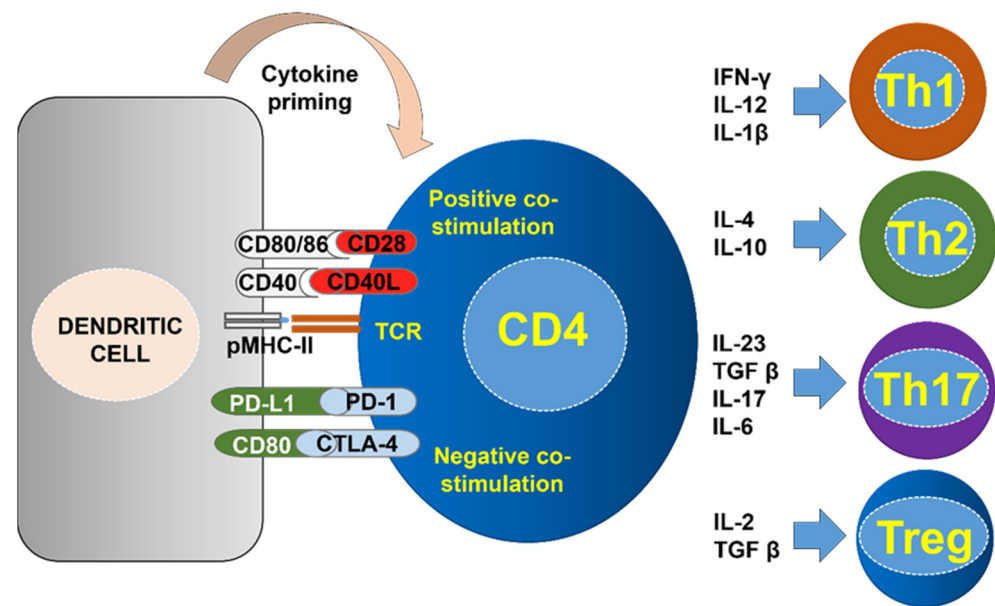 Cytokine
priming
DENDRITIC
CELL
CD80/86 CD28
CD40 CD40L
pMHC-II
TCR
PD-L1 PD-1
CD80 CTLA-4
Positive co-
stimulation
CD4
Negative co-
stimulation
IFN-γ
IL-12
IL-1β
Th1
IL-4
IL-10
Th2
IL-23
TGF β
IL-17
IL-6
Th17
IL-2
TGF β
Treg